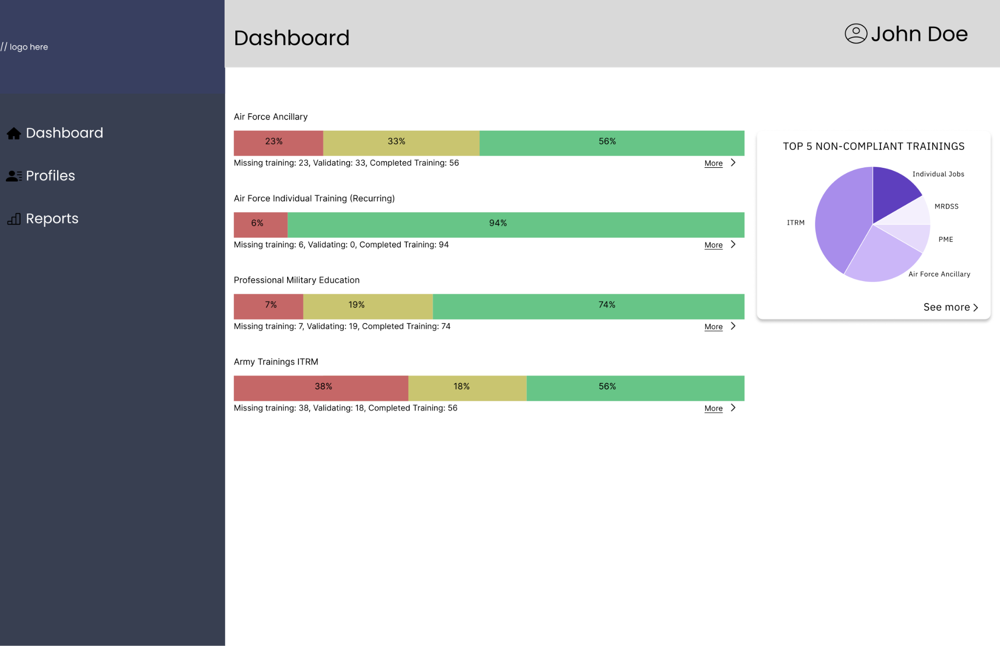 // logo here
Dashboard
John Doe
Dashboard
Profiles
Reports
Air Force Ancillary
23% 33% 56%
Missing training: 23, Validating: 33, Completed Training: 56 More
Air Force Individual Training (Recurring)
6% 94%
Missing training: 6, Validating: 0, Completed Training: 94 More
Professional Military Education
7% 19% 74%
Missing training: 7, Validating: 19, Completed Training: 74 More
Army Trainings ITRM
38% 18% 56%
Missing training: 38, Validating: 18, Completed Training: 56 More
TOP 5 NON-COMPLIANT TRAININGS
Individual Jobs
MRDSS
ITRM
PME
Air Force Ancillary
See more